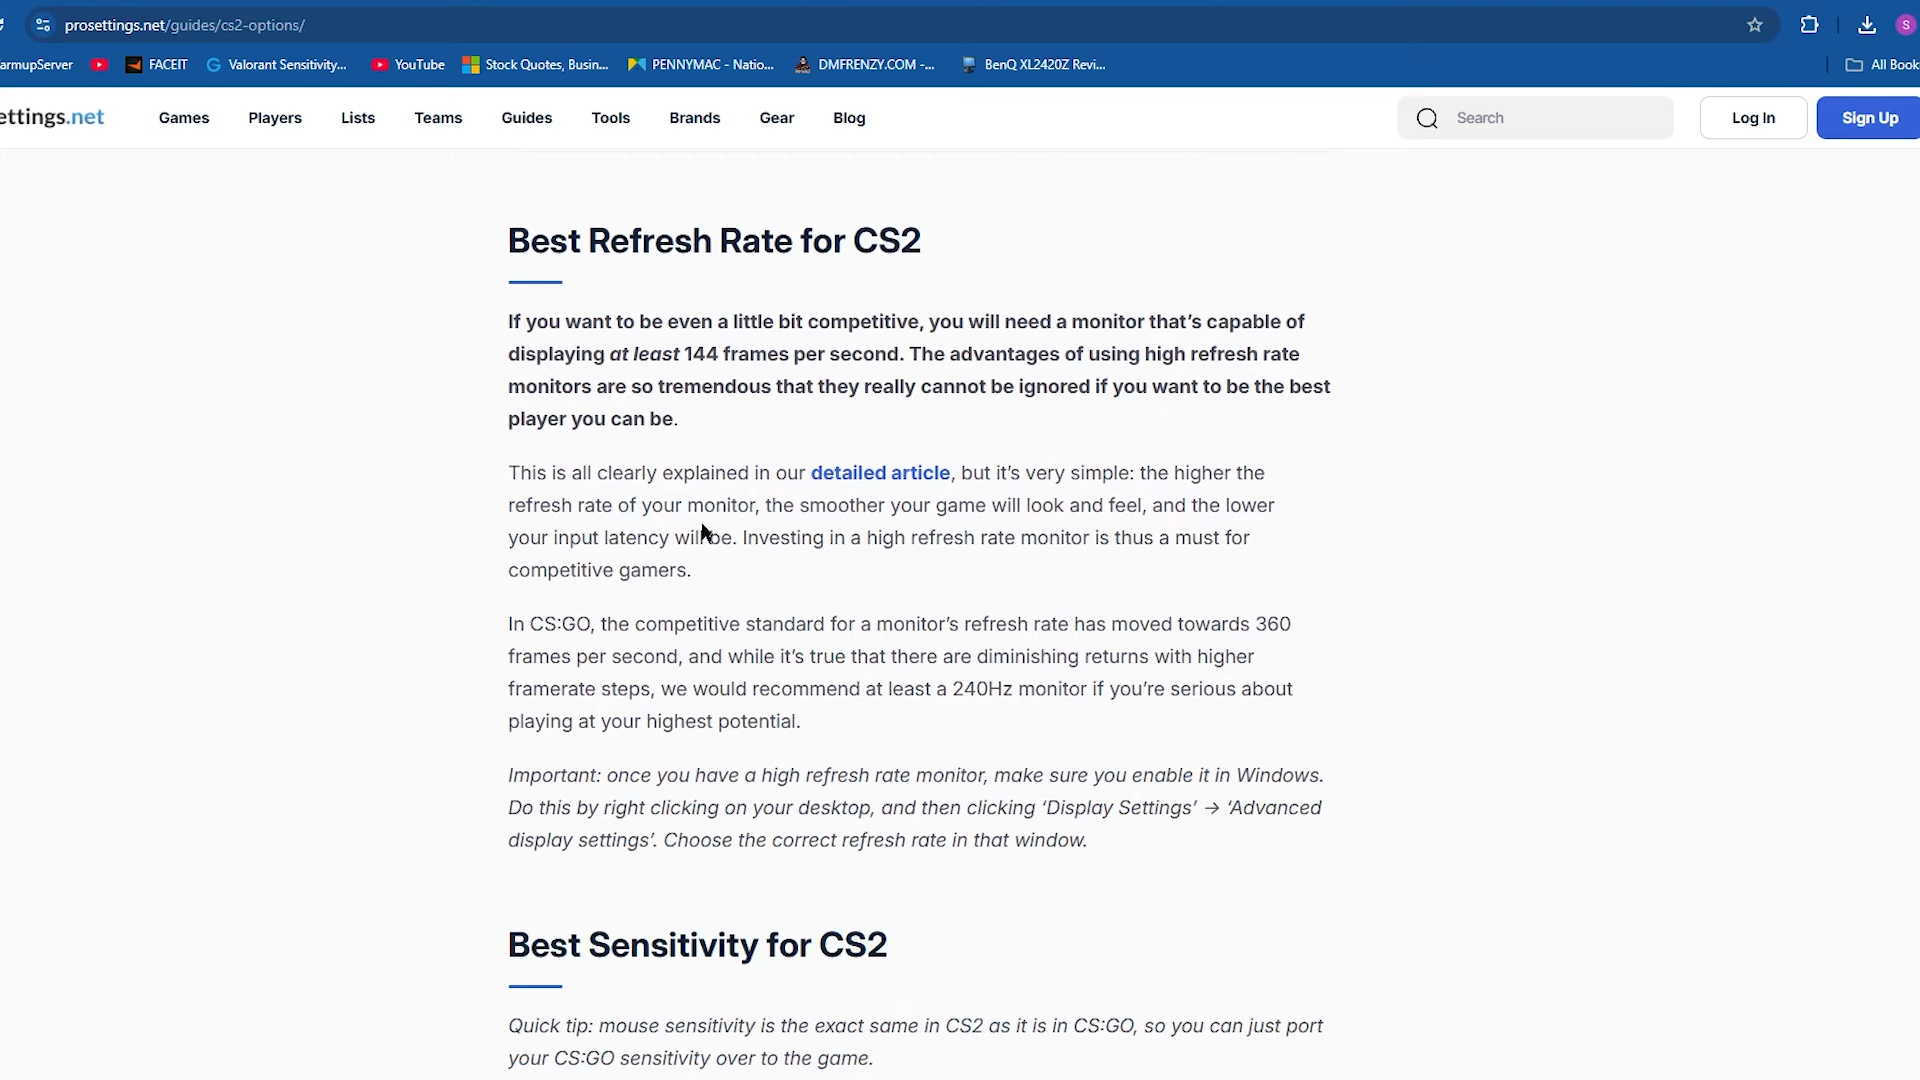 prosettings.net/guides/cs2-options/
armupServer
FACEIT
Valorant Sensitivity...
YouTube
Stock Quotes, Busin...
PENNYMAC - Natio...
DMFRENZY.COM -...
BenQ XL2420Z Revi...
All Book
ettings.net
Games
Players
Lists
Teams
Guides
Tools
Brands
Gear
Blog
Search
Log In
Sign Up
S
Best Refresh Rate for CS2
If you want to be even a little bit competitive, you will need a monitor that’s capable of
displaying at least 144 frames per second. The advantages of using high refresh rate
monitors are so tremendous that they really cannot be ignored if you want to be the best
player you can be.
This is all clearly explained in our detailed article, but it’s very simple: the higher the
refresh rate of your monitor, the smoother your game will look and feel, and the lower
your input latency will be. Investing in a high refresh rate monitor is thus a must for
competitive gamers.
In CS:GO, the competitive standard for a monitor’s refresh rate has moved towards 360
frames per second, and while it’s true that there are diminishing returns with higher
framerate steps, we would recommend at least a 240Hz monitor if you’re serious about
playing at your highest potential.
Important: once you have a high refresh rate monitor, make sure you enable it in Windows.
Do this by right clicking on your desktop, and then clicking ‘Display Settings’ → ‘Advanced
display settings’. Choose the correct refresh rate in that window.
Best Sensitivity for CS2
Quick tip: mouse sensitivity is the exact same in CS2 as it is in CS:GO, so you can just port
your CS:GO sensitivity over to the game.